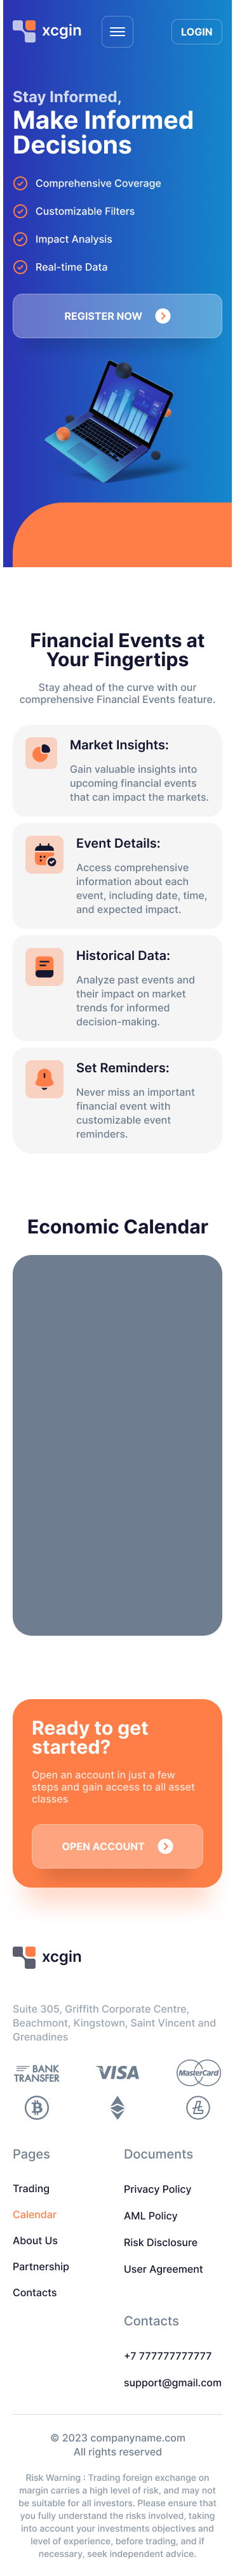 xcgin
LOGIN
Stay Informed,
Make Informed
Decisions
Comprehensive Coverage
Customizable Filters
Impact Analysis
Real-time Data
REGISTER NOW
Financial Events at
Your Fingertips
Stay ahead of the curve with our
comprehensive Financial Events feature.
Market Insights:
Gain valuable insights into
upcoming financial events
that can impact the markets.
Event Details:
Access comprehensive
information about each
event, including date, time,
and expected impact.
Historical Data:
Analyze past events and
their impact on market
trends for informed
decision-making.
Set Reminders:
Never miss an important
financial event with
customizable event
reminders.
Economic Calendar
Ready to get
started?
Open an account in just a few
steps and gain access to all asset
classes
OPEN ACCOUNT
xcgin
Suite 305, Griffith Corporate Centre,
Beachmont, Kingstown, Saint Vincent and
Grenadines
BANK
TRANSFER
VISA
MasterCard
Pages
Trading
Calendar
About Us
Partnership
Contacts
Documents
Privacy Policy
AML Policy
Risk Disclosure
User Agreement
Contacts
+7 777777777777
support@gmail.com
© 2023 companyname.com
All rights reserved
Risk Warning : Trading foreign exchange on
margin carries a high level of risk, and may not
be suitable for all investors. Please ensure that
you fully understand the risks involved, taking
into account your investments objectives and
level of experience, before trading, and if
necessary, seek independent advice.